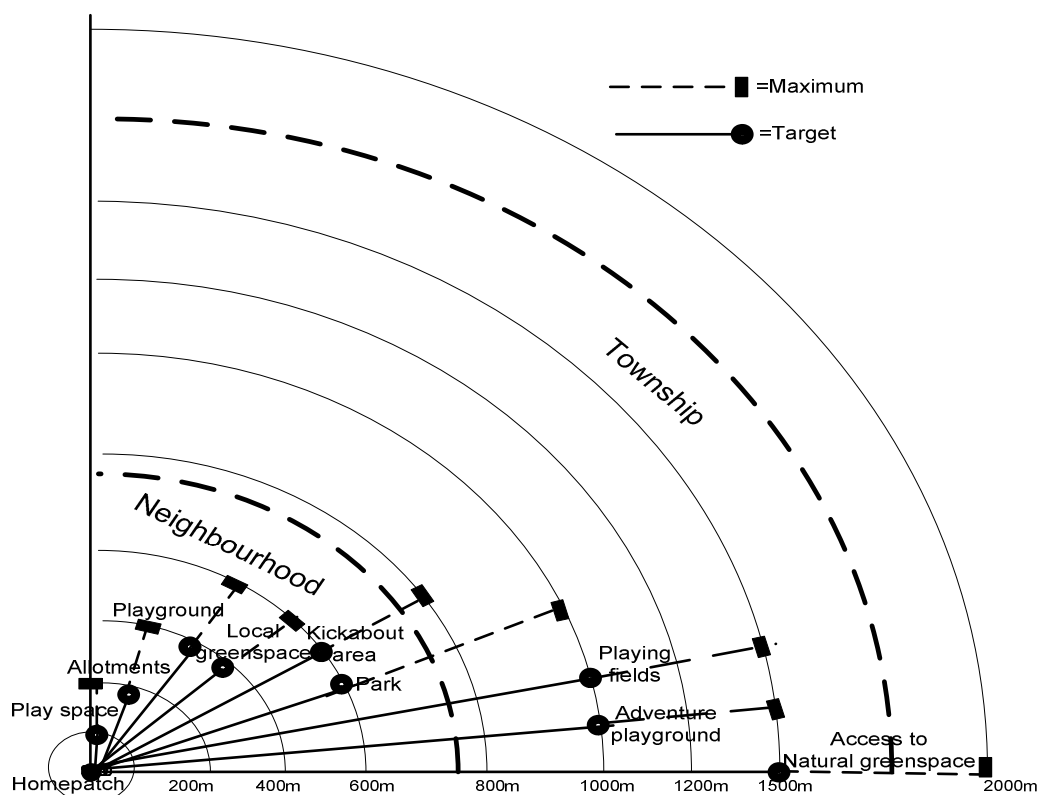 =Maximum
=Target
Township
Neighbourhood
Playground
Local
greenspace
Kickabout
area
Allotments
Park
Play space
Playing
fields
Adventure
playground
Access to
Natural greenspace
Homepatch
200m
400m
600m
800m
1000m
1200m
1500m
2000m